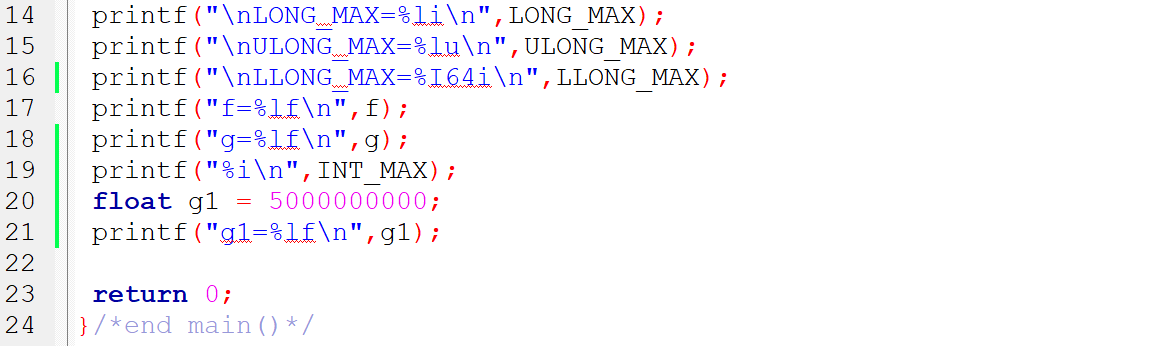 14 printf("\nLONG_MAX=%li\n",LONG_MAX);
15 printf("\nULONG_MAX=%lu\n",ULONG_MAX);
16 printf("\nLLONG_MAX=%I64i\n",LLONG_MAX);
17 printf("f=%lf\n",f);
18 printf("g=%lf\n",g);
19 printf("%i\n",INT_MAX);
20 float g1 = 5000000000;
21 printf("g1=%lf\n",g1);
22
23 return 0;
24 }/*end main()*/